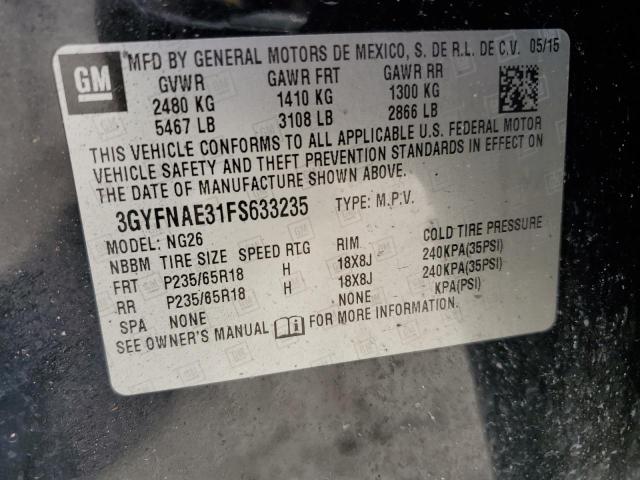 GM
MFD BY GENERAL MOTORS DE MEXICO, S. DE R.L. DE C.V. 05/15
GVWR GAWR FRT GAWR RR
2480 KG 1410 KG 1300 KG
5467 LB 3108 LB 2866 LB
THIS VEHICLE CONFORMS TO ALL APPLICABLE U.S. FEDERAL MOTOR
VEHICLE SAFETY AND THEFT PREVENTION STANDARDS IN EFFECT ON
THE DATE OF MANUFACTURE SHOWN ABOVE.
3GYFNAE31FS633235 TYPE: M.P.V.
MODEL: NG26
NBBM TIRE SIZE SPEED RTG RIM COLD TIRE PRESSURE
FRT P235/65R18 H 18X8J 240KPA(35PSI)
RR P235/65R18 H 18X8J 240KPA(35PSI)
SPA NONE NONE KPA(PSI)
SEE OWNER'S MANUAL FOR MORE INFORMATION.